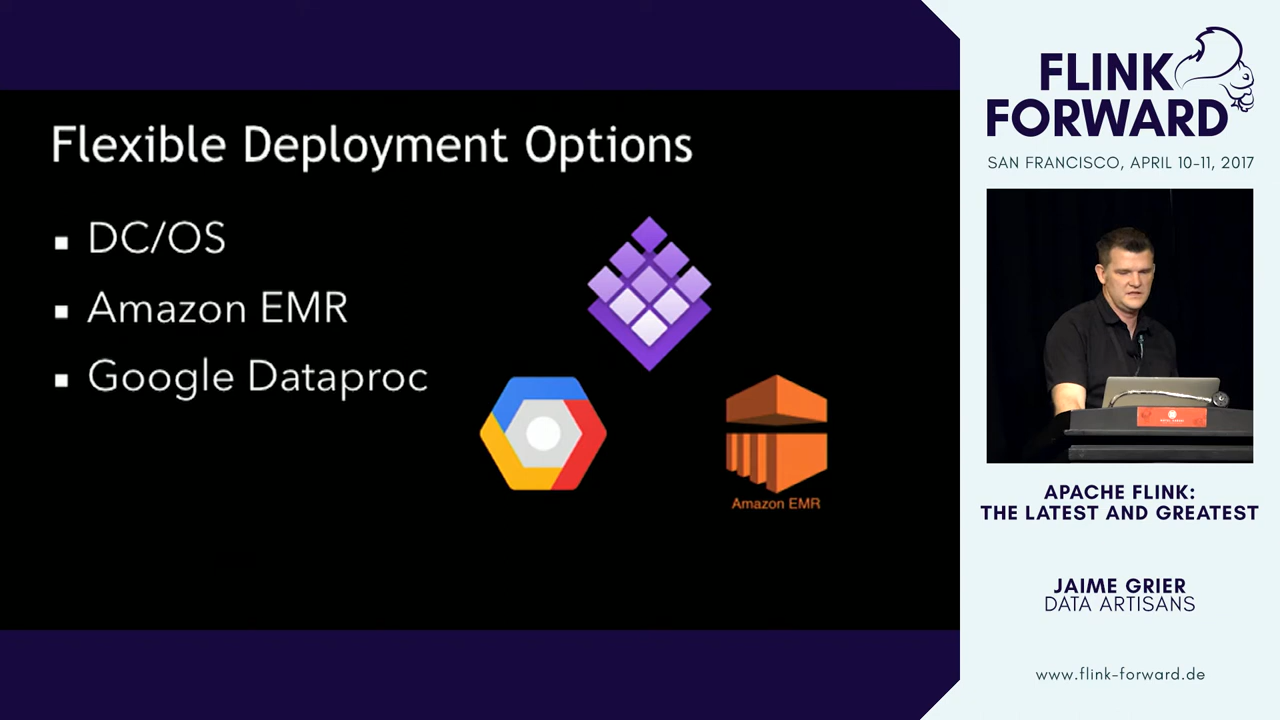 Flexible Deployment Options
▪ DC/OS
▪ Amazon EMR
▪ Google Dataproc
Amazon EMR
FLINK
FORWARD
SAN FRANCISCO, APRIL 10-11, 2017
APACHE FLINK:
THE LATEST AND GREATEST
JAIME GRIER
DATA ARTISANS
www.flink-forward.de